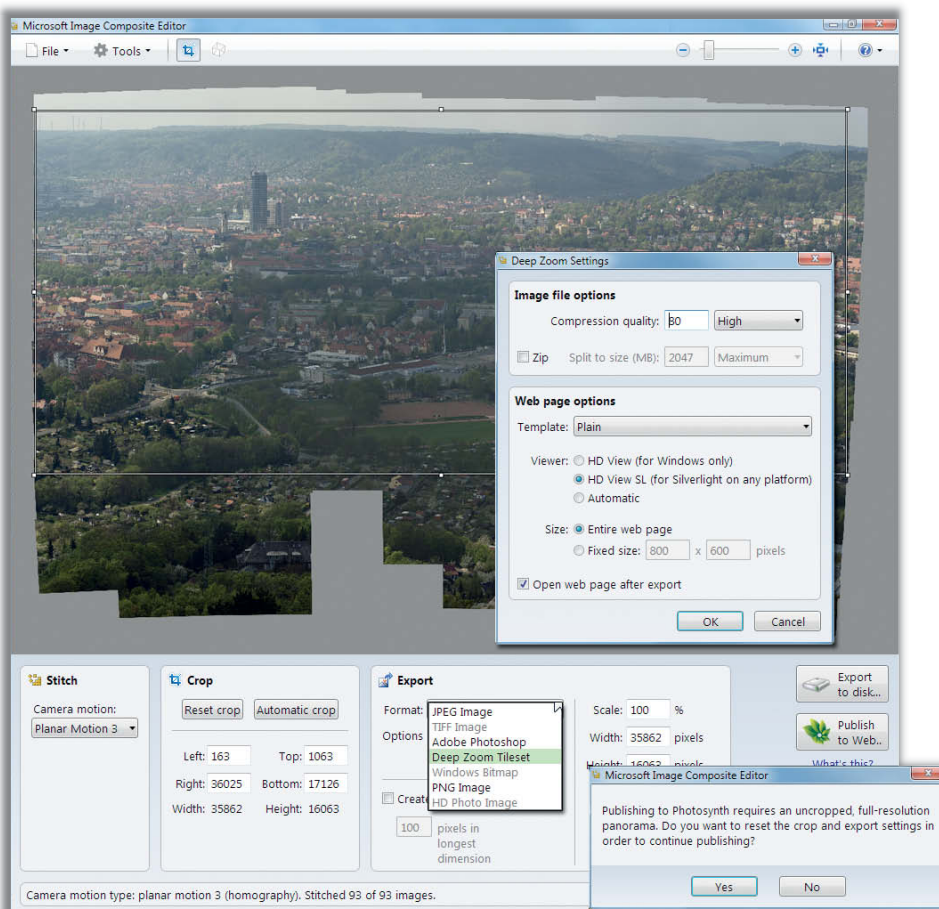 Microsoft Image Composite Editor
File Tools
Deep Zoom Settings
Image file options
Compression quality: 80 High
Zip Split to size (MB): 2047 Maximum
Web page options
Template: Plain
Viewer: HD View (for Windows only)
HD View SL (for Silverlight on any platform)
Automatic
Size: Entire web page
Fixed size: 800 x 600 pixels
Open web page after export
OK Cancel
Stitch
Camera motion:
Planar Motion 3
Crop
Reset crop Automatic crop
Left: 163 Top: 1063
Right: 36025 Bottom: 17126
Width: 35862 Height: 16063
Export
Format:
Options
JPEG Image
TIFF Image
Adobe Photoshop
Deep Zoom Tileset
Windows Bitmap
PNG Image
HD Photo Image
Create
100 pixels in
longest
dimension
Scale: 100 %
Width: 35862 pixels
Height: 16063 pixels
Export
to disk...
Publish
to Web..
What's this?
Microsoft Image Composite Editor
Publishing to Photosynth requires an uncropped, full-resolution
panorama. Do you want to reset the crop and export settings in
order to continue publishing?
Yes No
Camera motion type: planar motion 3 (homography). Stitched 93 of 93 images.